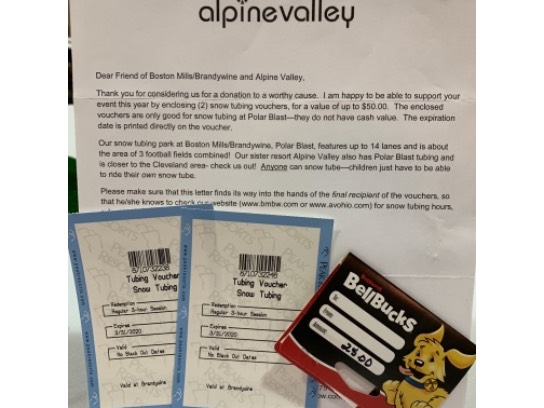 alpinevalley
Dear Friend of Boston Mills/Brandywine and Alpine Valley,
Thank you for considering us for a donation to a worthy cause. I am happy to be able to support your
event this year by enclosing (2) snow tubing vouchers, for a value of up to $50.00. The enclosed
vouchers are only good for snow tubing at Polar Blast—they do not have cash value. The expiration
date is printed directly on the voucher.
Our snow tubing park at Boston Mills/Brandywine, Polar Blast, features up to 14 lanes and is about
the area of 3 football fields combined! Our sister resort Alpine Valley also has Polar Blast tubing and
is closer to the Cleveland area- check us out! Anyone can snow tube—children just have to be able
to ride their own snow tube.
Please make sure that this letter finds its way into the hands of the final recipient of the vouchers, so
that he/she knows to check our website (www.bmbw.com or www.avohio.com) for snow tubing hours,
Tubing Voucher
Snow Tubing
Redemption
Regular 3-hour Session
Expires
3/31/2020
Valid
No Black Out Dates
Valid at Brandywine
Tubing Voucher
Snow Tubing
Redemption
Regular 3-hour Session
Expires
3/31/2020
Valid
No Black Out Dates
Valid at Brandywine
BellBucks
To:
From:
Amount:
25.00